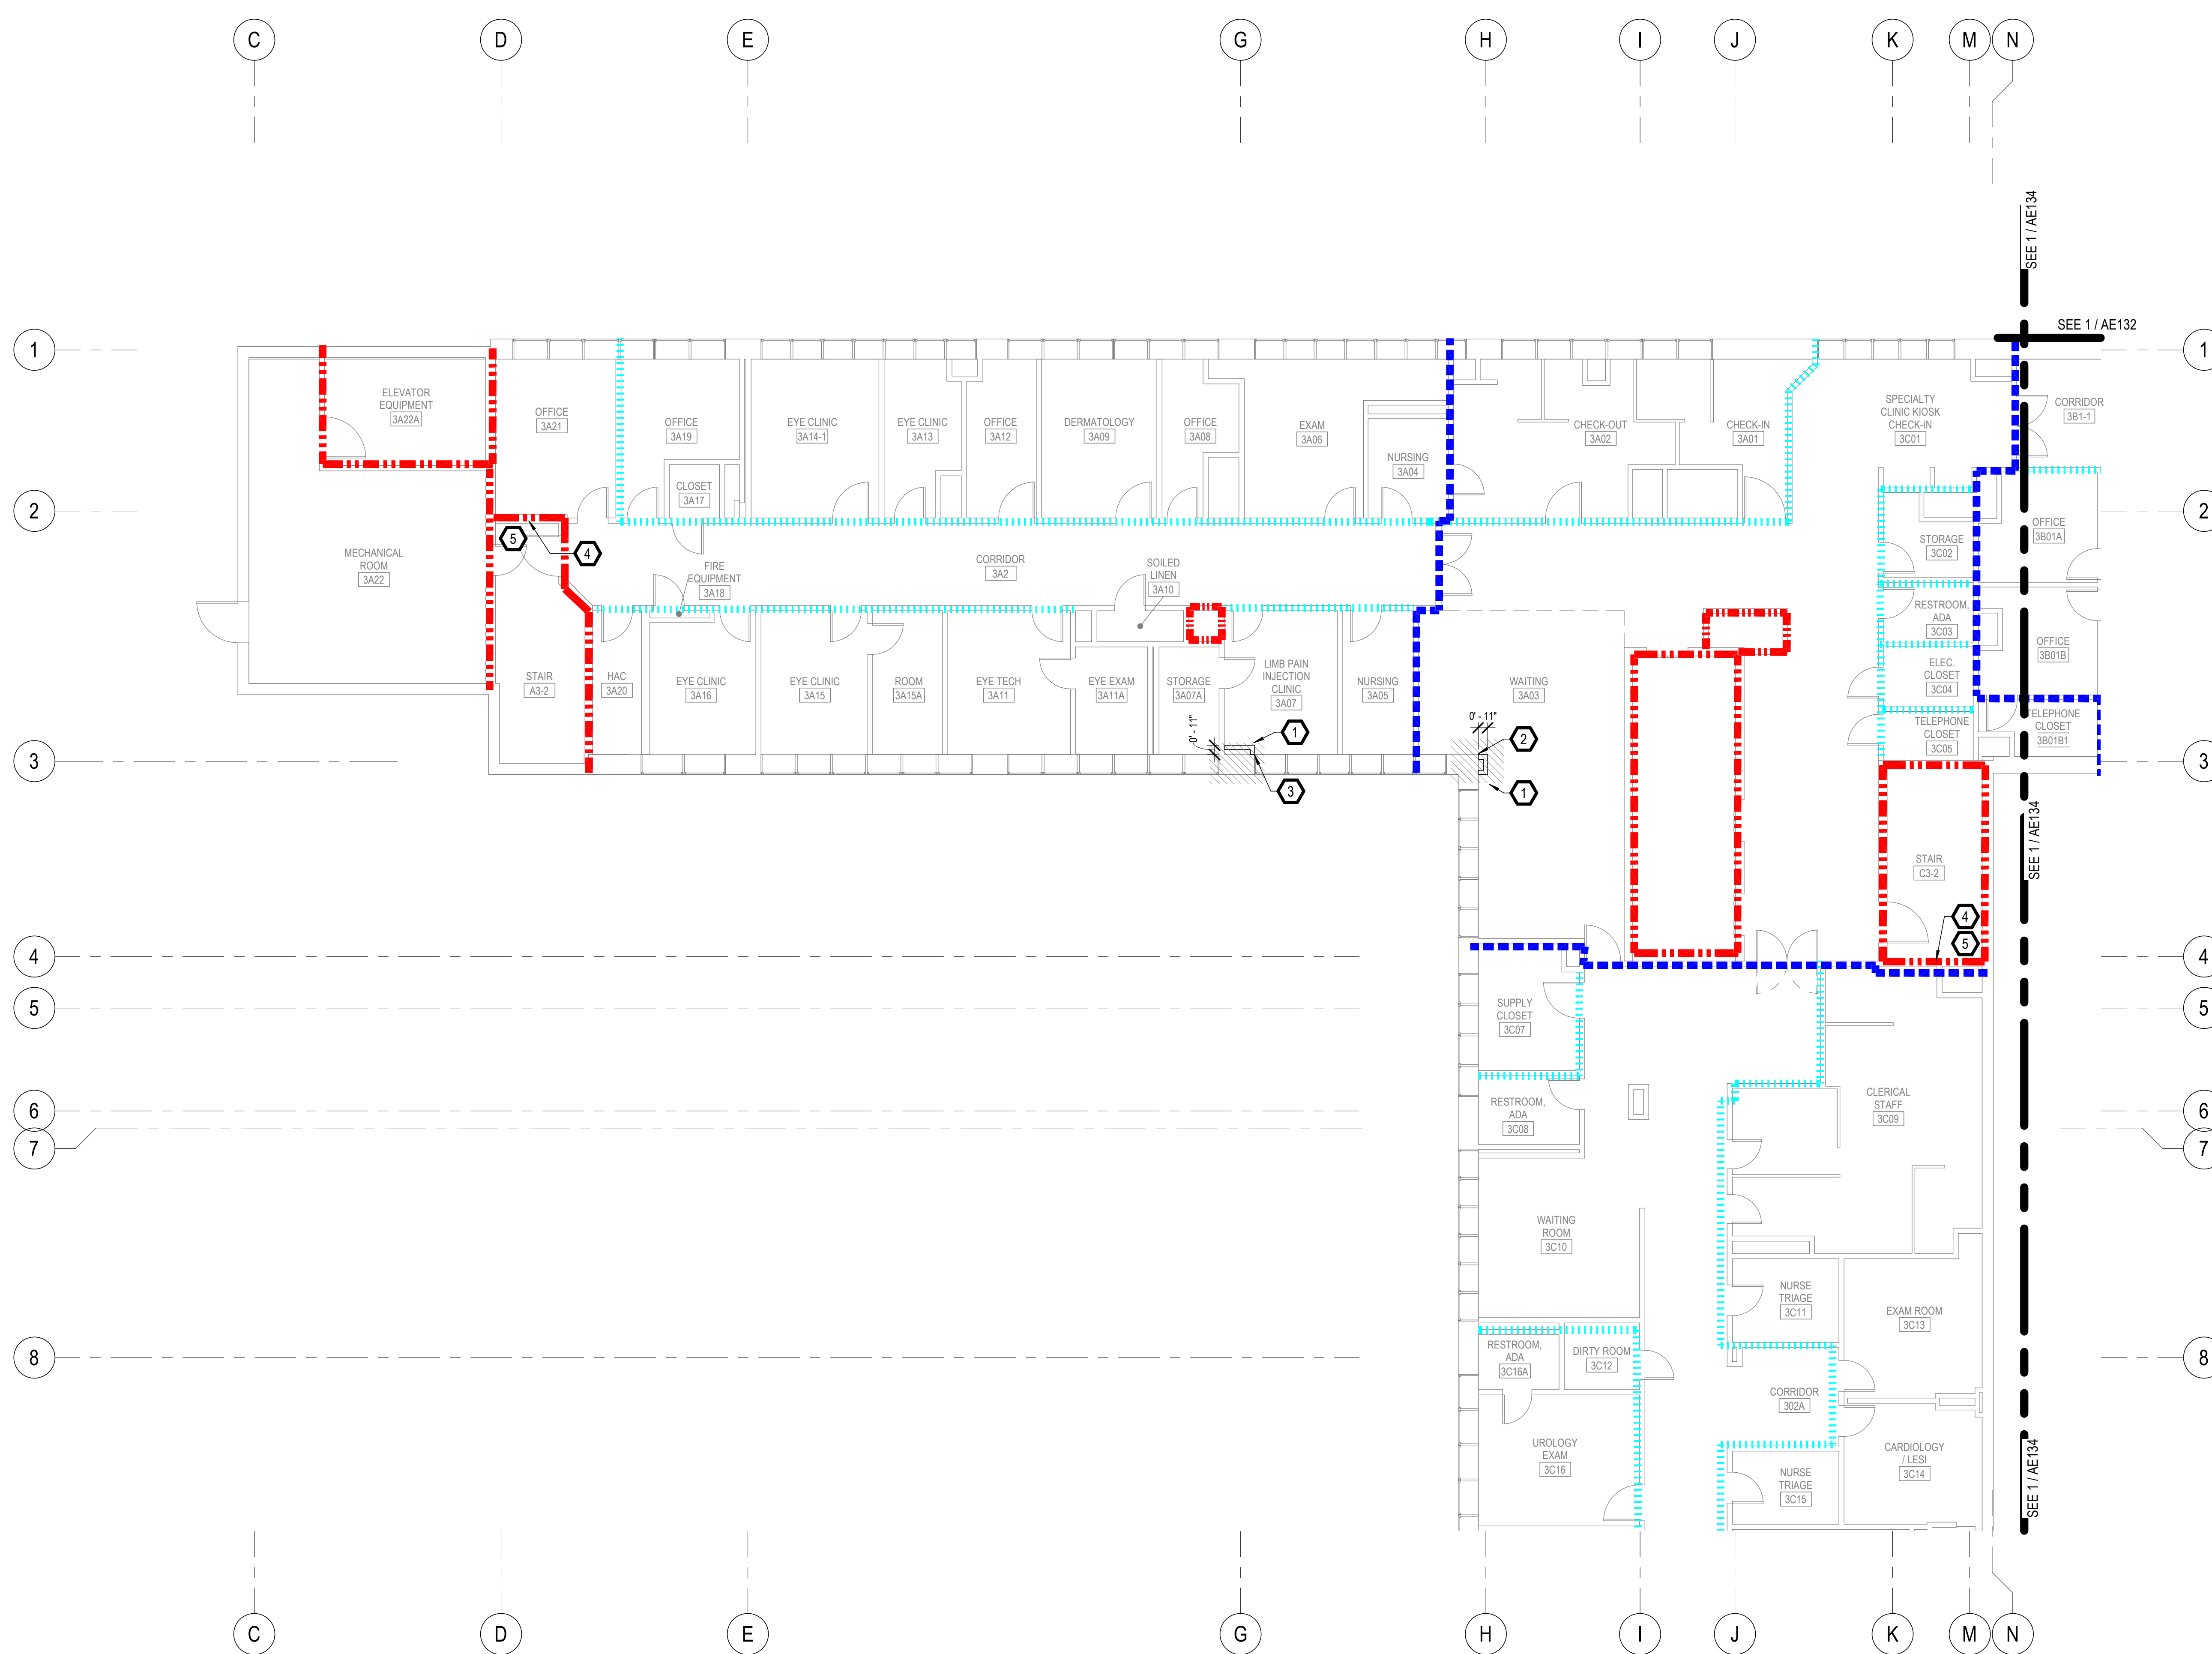 C
D
E
G
H
I
J
K
M
N
SEE 1 / AE134
SEE 1 / AE132
1
1
ELEVATOR
EQUIPMENT
3A22A
OFFICE
3A21
OFFICE
3A19
CLOSET
3A17
EYE CLINIC
3A14-1
EYE CLINIC
3A13
OFFICE
3A12
DERMATOLOGY
3A09
OFFICE
3A08
EXAM
3A06
NURSING
3A04
CHECK-OUT
3A02
CHECK-IN
3A01
SPECIALTY
CLINIC KIOSK
CHECK-IN
3C01
CORRIDOR
3B1-1
2
2
MECHANICAL
ROOM
3A22
5
4
FIRE
EQUIPMENT
3A18
CORRIDOR
3A2
SOILED
LINEN
3A10
STORAGE
3C02
OFFICE
3B01A
RESTROOM,
ADA
3C03
OFFICE
3B01B
ELEC.
CLOSET
3C04
TELEPHONE
CLOSET
3C05
TELEPHONE
CLOSET
3B01B1
STAIR
A3-2
HAC
3A20
EYE CLINIC
3A16
EYE CLINIC
3A15
ROOM
3A15A
EYE TECH
3A11
EYE EXAM
3A11A
STORAGE
3A07A
LIMB PAIN
INJECTION
CLINIC
3A07
NURSING
3A05
WAITING
3A03
0' - 11"
0' - 11"
1
2
3
1
3
3
SEE 1 / AE134
STAIR
C3-2
4
5
4
4
5
5
SUPPLY
CLOSET
3C07
RESTROOM,
ADA
3C08
CLERICAL
STAFF
3C09
6
6
7
7
WAITING
ROOM
3C10
NURSE
TRIAGE
3C11
EXAM ROOM
3C13
8
8
RESTROOM,
ADA
3C16A
DIRTY ROOM
3C12
CORRIDOR
302A
UROLOGY
EXAM
3C16
CARDIOLOGY
/ LESI
3C14
NURSE
TRIAGE
3C15
SEE 1 / AE134
C
D
E
G
H
I
J
K
M
N